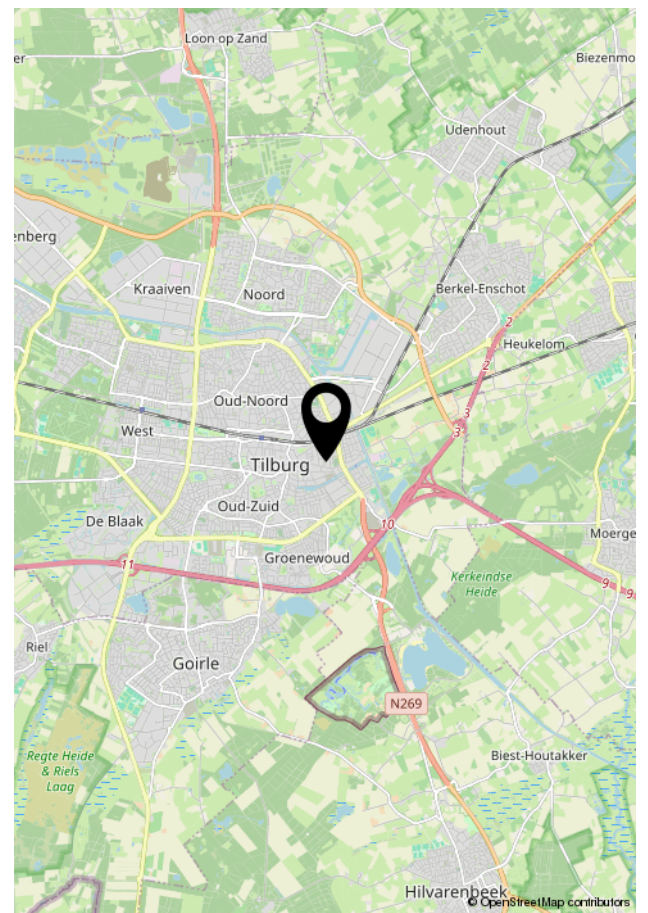 Loon op Zand
er
Biezenmo
Udenhout
enberg
Kraaiven
Noord
Berkel-Enschot
2
Heukelom
2
Oud-Noord
3
3
West
Tilburg
Oud-Zuid
De Blaak
10
Moerge
Groenewoud
11
Kerkeindse
Heide
9
9
Riel
Goirle
N269
Regte Heide
& Riels
Laag
Biest-Houtakker
Hilvarenbeek
© OpenStreetMap contributors